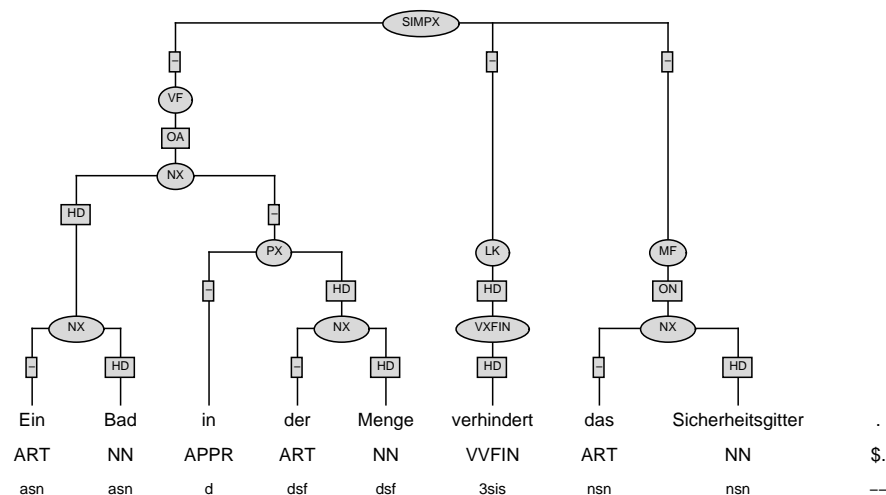 SIMPX
– – –
VF
OA
NX
HD –
PX LK MF
– HD HD ON
NX NX VXFIN NX
– HD – HD HD – HD
Ein Bad in der Menge verhindert das Sicherheitsgitter .
ART NN APPR ART NN VVFIN ART NN $.
asn asn d dsf dsf 3sis nsn nsn ––